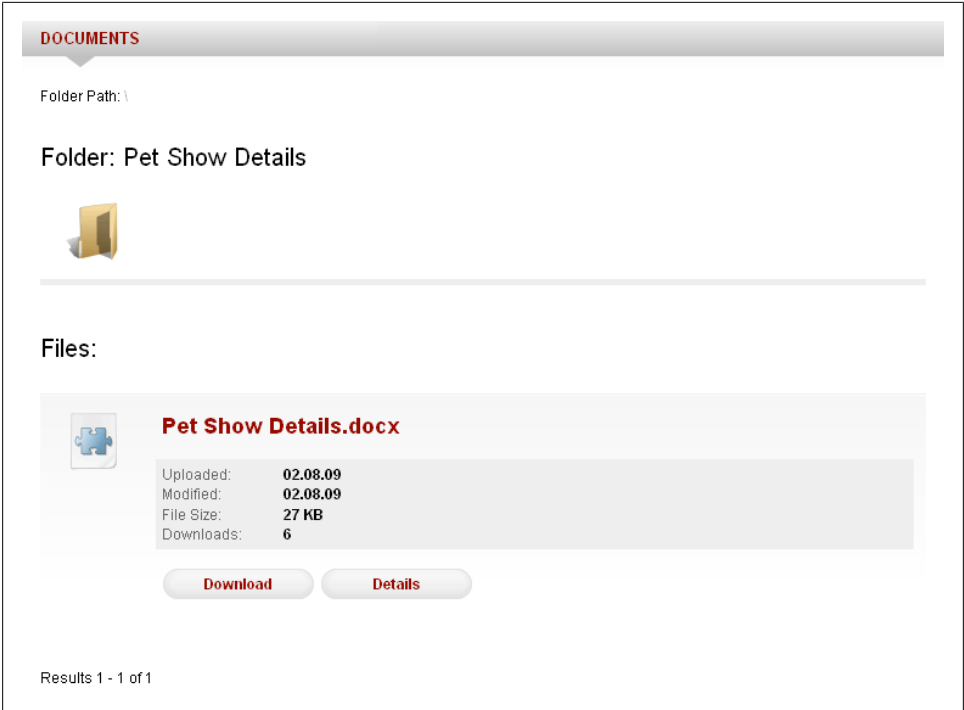 DOCUMENTS
Folder Path: \
Folder: Pet Show Details
Files:
Pet Show Details.docx
Uploaded: 02.08.09
Modified: 02.08.09
File Size: 27 KB
Downloads: 6
Download Details
Results 1 - 1 of 1